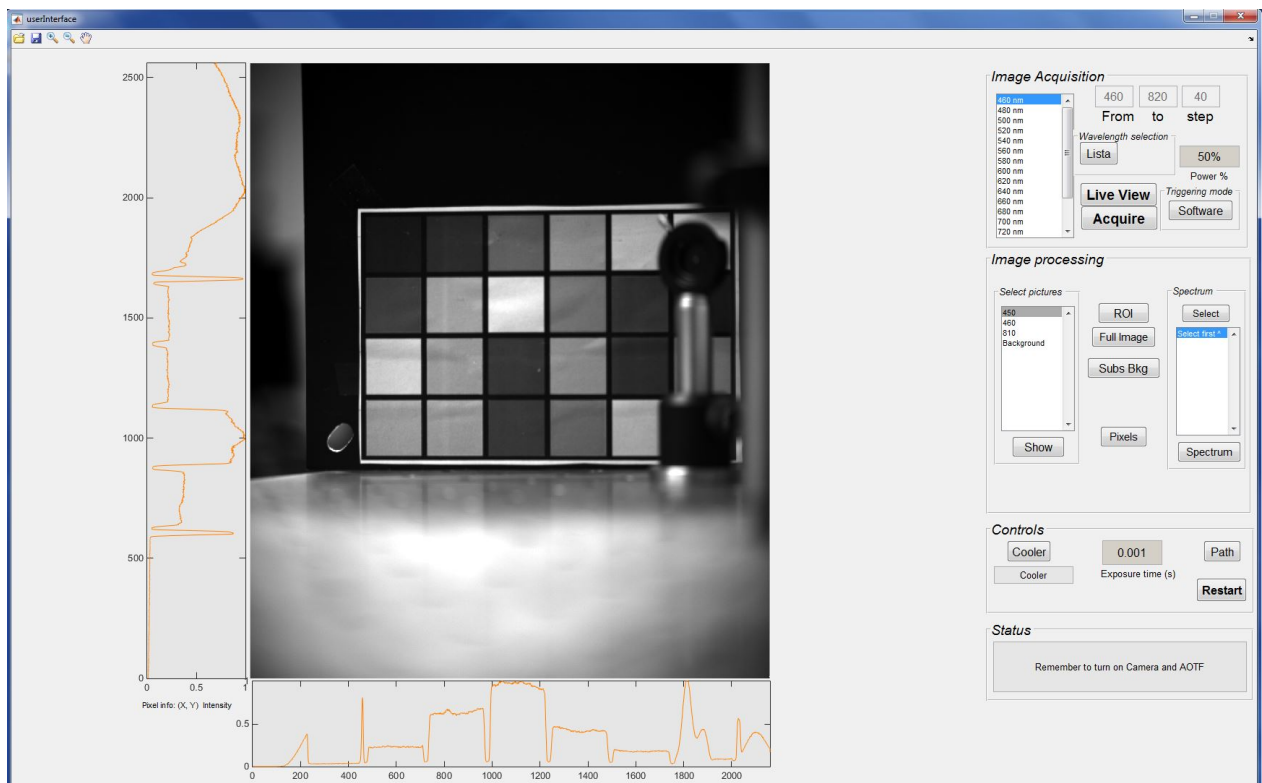 userInterface
2500
2000
1500
1000
500
0
0 0.5 1
Pixel info: (X, Y) Intensity
0.5
0
0 200 400 600 800 1000 1200 1400 1600 1800 2000
Image Acquisition
460 nm
480 nm
500 nm
520 nm
540 nm
560 nm
580 nm
600 nm
620 nm
640 nm
660 nm
680 nm
700 nm
720 nm
460 820 40
From to step
Wavelength selection
Lista
50%
Power %
Live View
Acquire
Triggering mode
Software
Image processing
Select pictures
450
460
810
Background
Show
ROI
Full Image
Subs Bkg
Pixels
Spectrum
Select
Select first *
Spectrum
Controls
Cooler
Cooler
0.001
Exposure time (s)
Path
Restart
Status
Remember to turn on Camera and AOTF